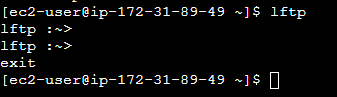 [ec2-user@ip-172-31-89-49 ~]$ lftp
lftp :~>
lftp :~>
exit
[ec2-user@ip-172-31-89-49 ~]$